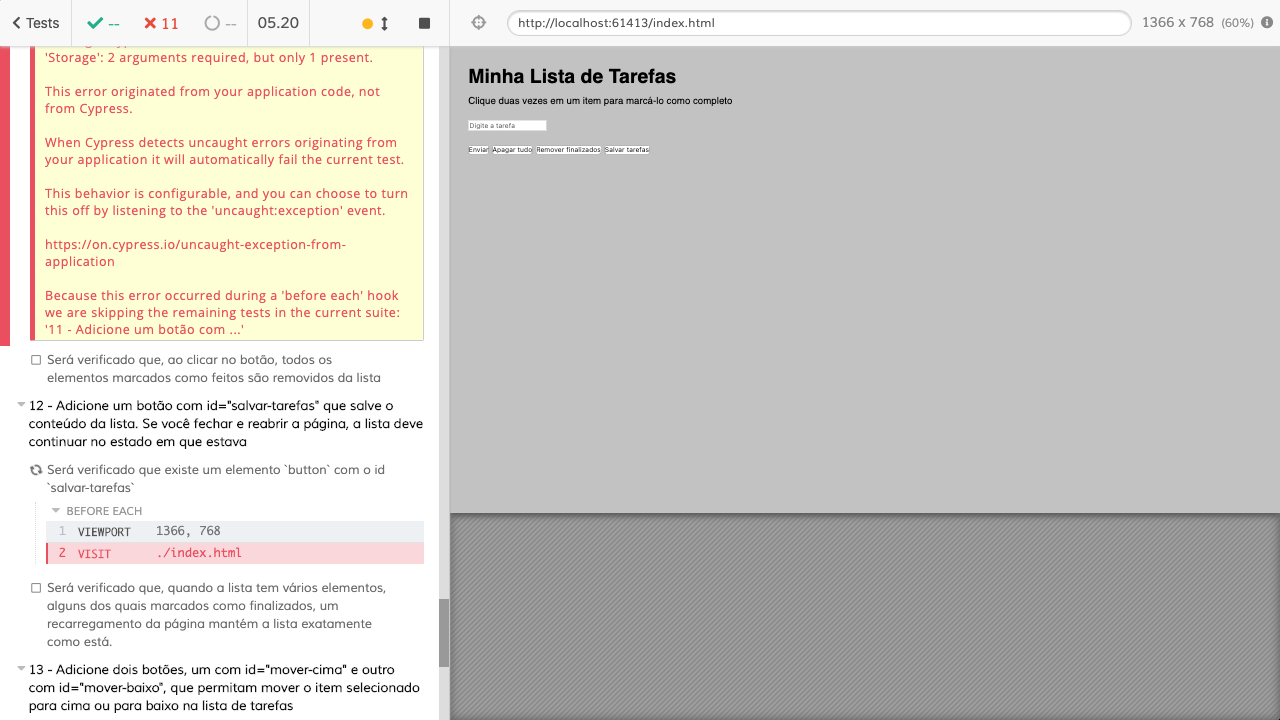 Tests
--
11
--
05.20
http://localhost:61413/index.html
1366 x 768 (60%)
'Storage': 2 arguments required, but only 1 present.
This error originated from your application code, not
from Cypress.
When Cypress detects uncaught errors originating from
your application it will automatically fail the current test.
This behavior is configurable, and you can choose to turn
this off by listening to the 'uncaught:exception' event.
https://on.cypress.io/uncaught-exception-from-
application
Because this error occurred during a 'before each' hook
we are skipping the remaining tests in the current suite:
'11 - Adicione um botão com ...'
Será verificado que, ao clicar no botão, todos os
elementos marcados como feitos são removidos da lista
12 - Adicione um botão com id="salvar-tarefas" que salve o
conteúdo da lista. Se você fechar e reabrir a página, a lista deve
continuar no estado em que estava
Será verificado que existe um elemento `button` com o id
`salvar-tarefas`
BEFORE EACH
1 VIEWPORT 1366, 768
2 VISIT ./index.html
Será verificado que, quando a lista tem vários elementos,
alguns dos quais marcados como finalizados, um
recarregamento da página mantém a lista exatamente
como está.
13 - Adicione dois botões, um com id="mover-cima" e outro
com id="mover-baixo", que permitam mover o item selecionado
para cima ou para baixo na lista de tarefas
Minha Lista de Tarefas
Clique duas vezes em um item para marcá-lo como completo
Digite a tarefa
Enviar Apagar tudo Remover finalizados Salvar tarefas